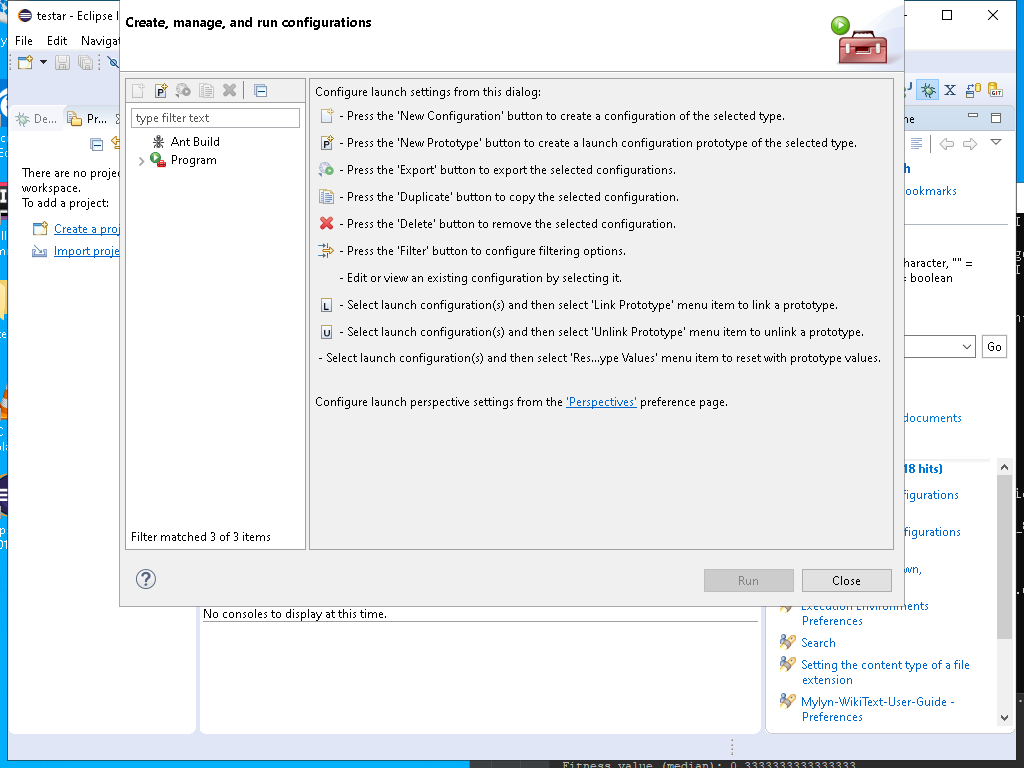 testar - Eclipse I
Create, manage, and run configurations
File Edit Navigat
type filter text
Ant Build
Program
Filter matched 3 of 3 items
Configure launch settings from this dialog:
- Press the 'New Configuration' button to create a configuration of the selected type.
- Press the 'New Prototype' button to create a launch configuration prototype of the selected type.
- Press the 'Export' button to export the selected configurations.
- Press the 'Duplicate' button to copy the selected configuration.
- Press the 'Delete' button to remove the selected configuration.
- Press the 'Filter' button to configure filtering options.
- Edit or view an existing configuration by selecting it.
- Select launch configuration(s) and then select 'Link Prototype' menu item to link a prototype.
- Select launch configuration(s) and then select 'Unlink Prototype' menu item to unlink a prototype.
- Select launch configuration(s) and then select 'Res...ype Values' menu item to reset with prototype values.
Configure launch perspective settings from the 'Perspectives' preference page.
Run
Close
De...
Pr...
There are no projec
workspace.
To add a project:
Create a proj
Import proje
No consoles to display at this time.
ne
h
ookmarks
haracter, "" =
= boolean
Go
documents
18 hits)
figurations
figurations
wn,
Execution Environments
Preferences
Search
Setting the content type of a file
extension
Mylyn-WikiText-User-Guide -
Preferences
Fitness value (median): 0.3333333333333333